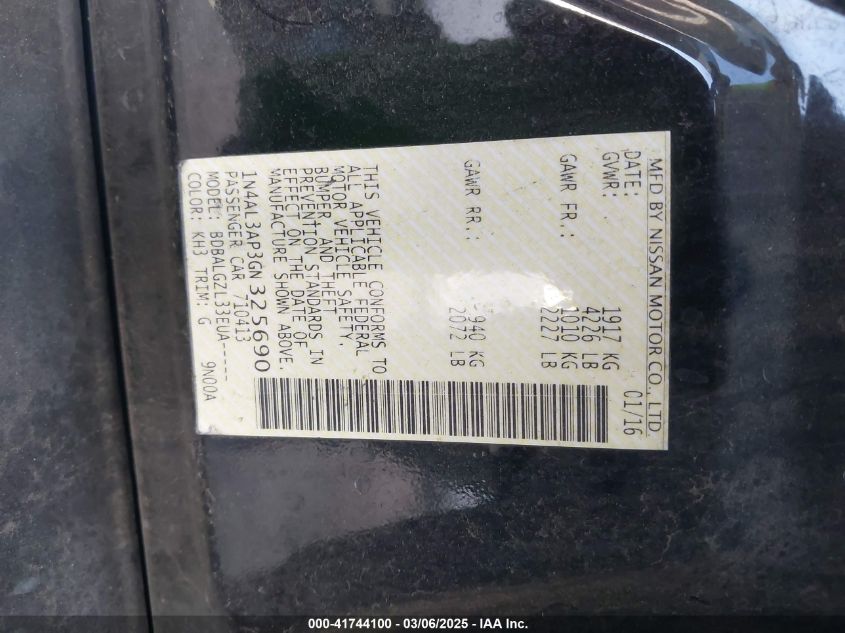 MFD BY NISSAN MOTOR CO., LTD.
DATE: 01/16
GVWR: 1917 KG
4226 LB
GAWR FR.: 1010 KG
2227 LB
GAWR RR.: 940 KG
2072 LB
THIS VEHICLE CONFORMS TO
ALL APPLICABLE FEDERAL
MOTOR VEHICLE SAFETY,
BUMPER AND THEFT
PREVENTION STANDARDS IN
EFFECT ON THE DATE OF
MANUFACTURE SHOWN ABOVE.
1N4AL3AP3GN325690
PASSENGER CAR 710413
MODEL: BDBALGZL33EUA-----
COLOR: KH3 TRIM: G 9N00A
000-41744100 - 03/06/2025 - IAA Inc.